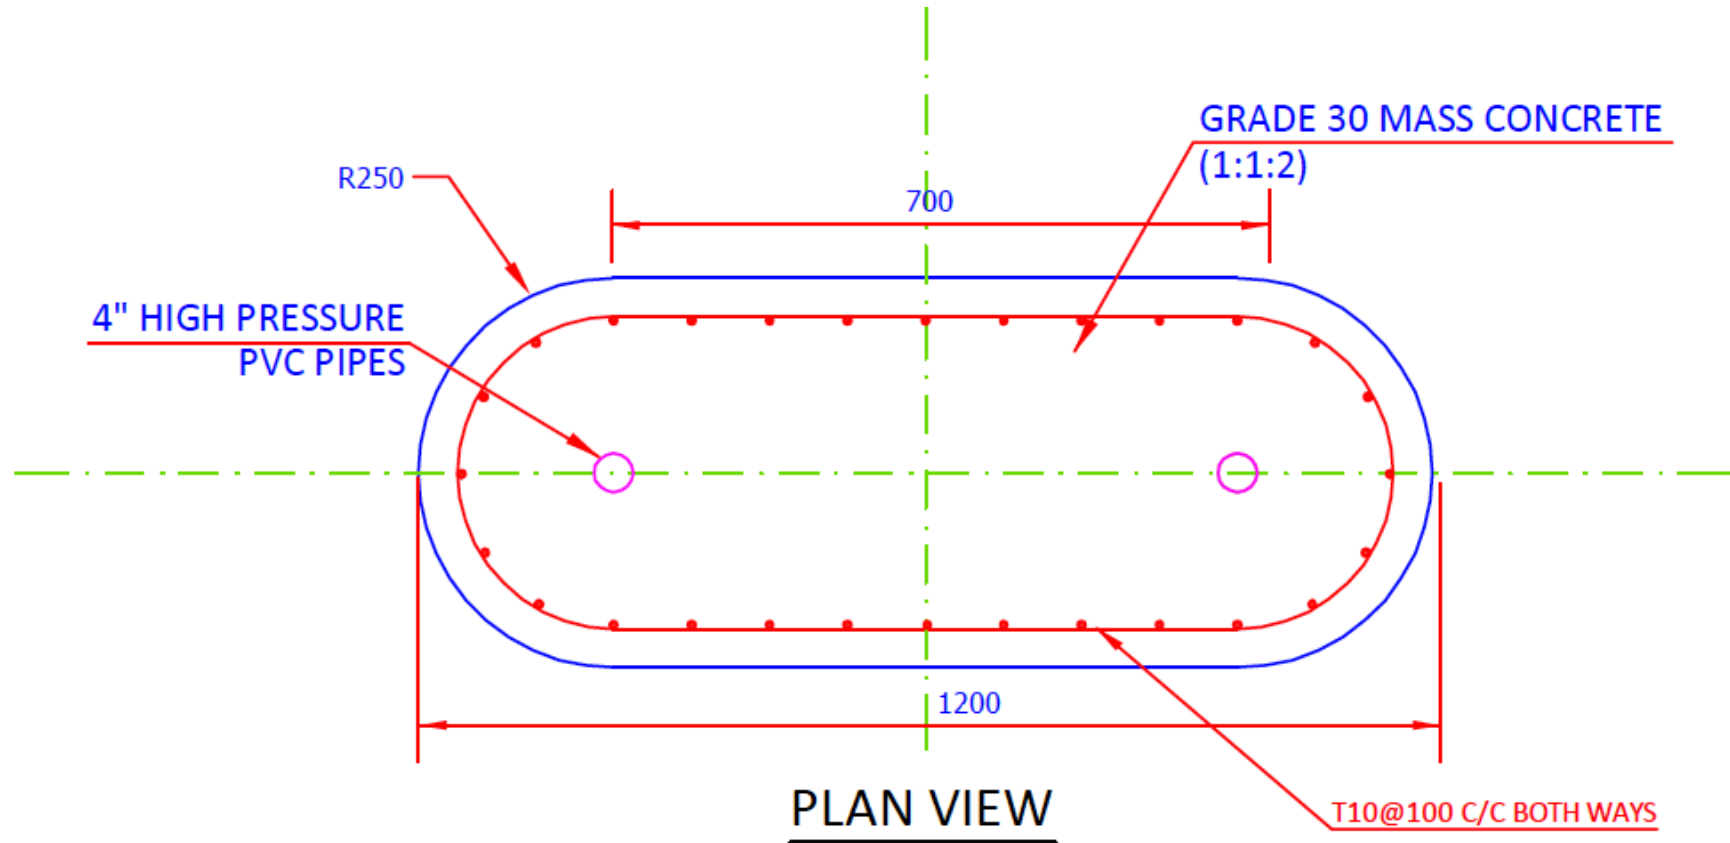 GRADE 30 MASS CONCRETE
(1:1:2)
R250
700
4" HIGH PRESSURE
PVC PIPES
1200
PLAN VIEW
T10@100 C/C BOTH WAYS